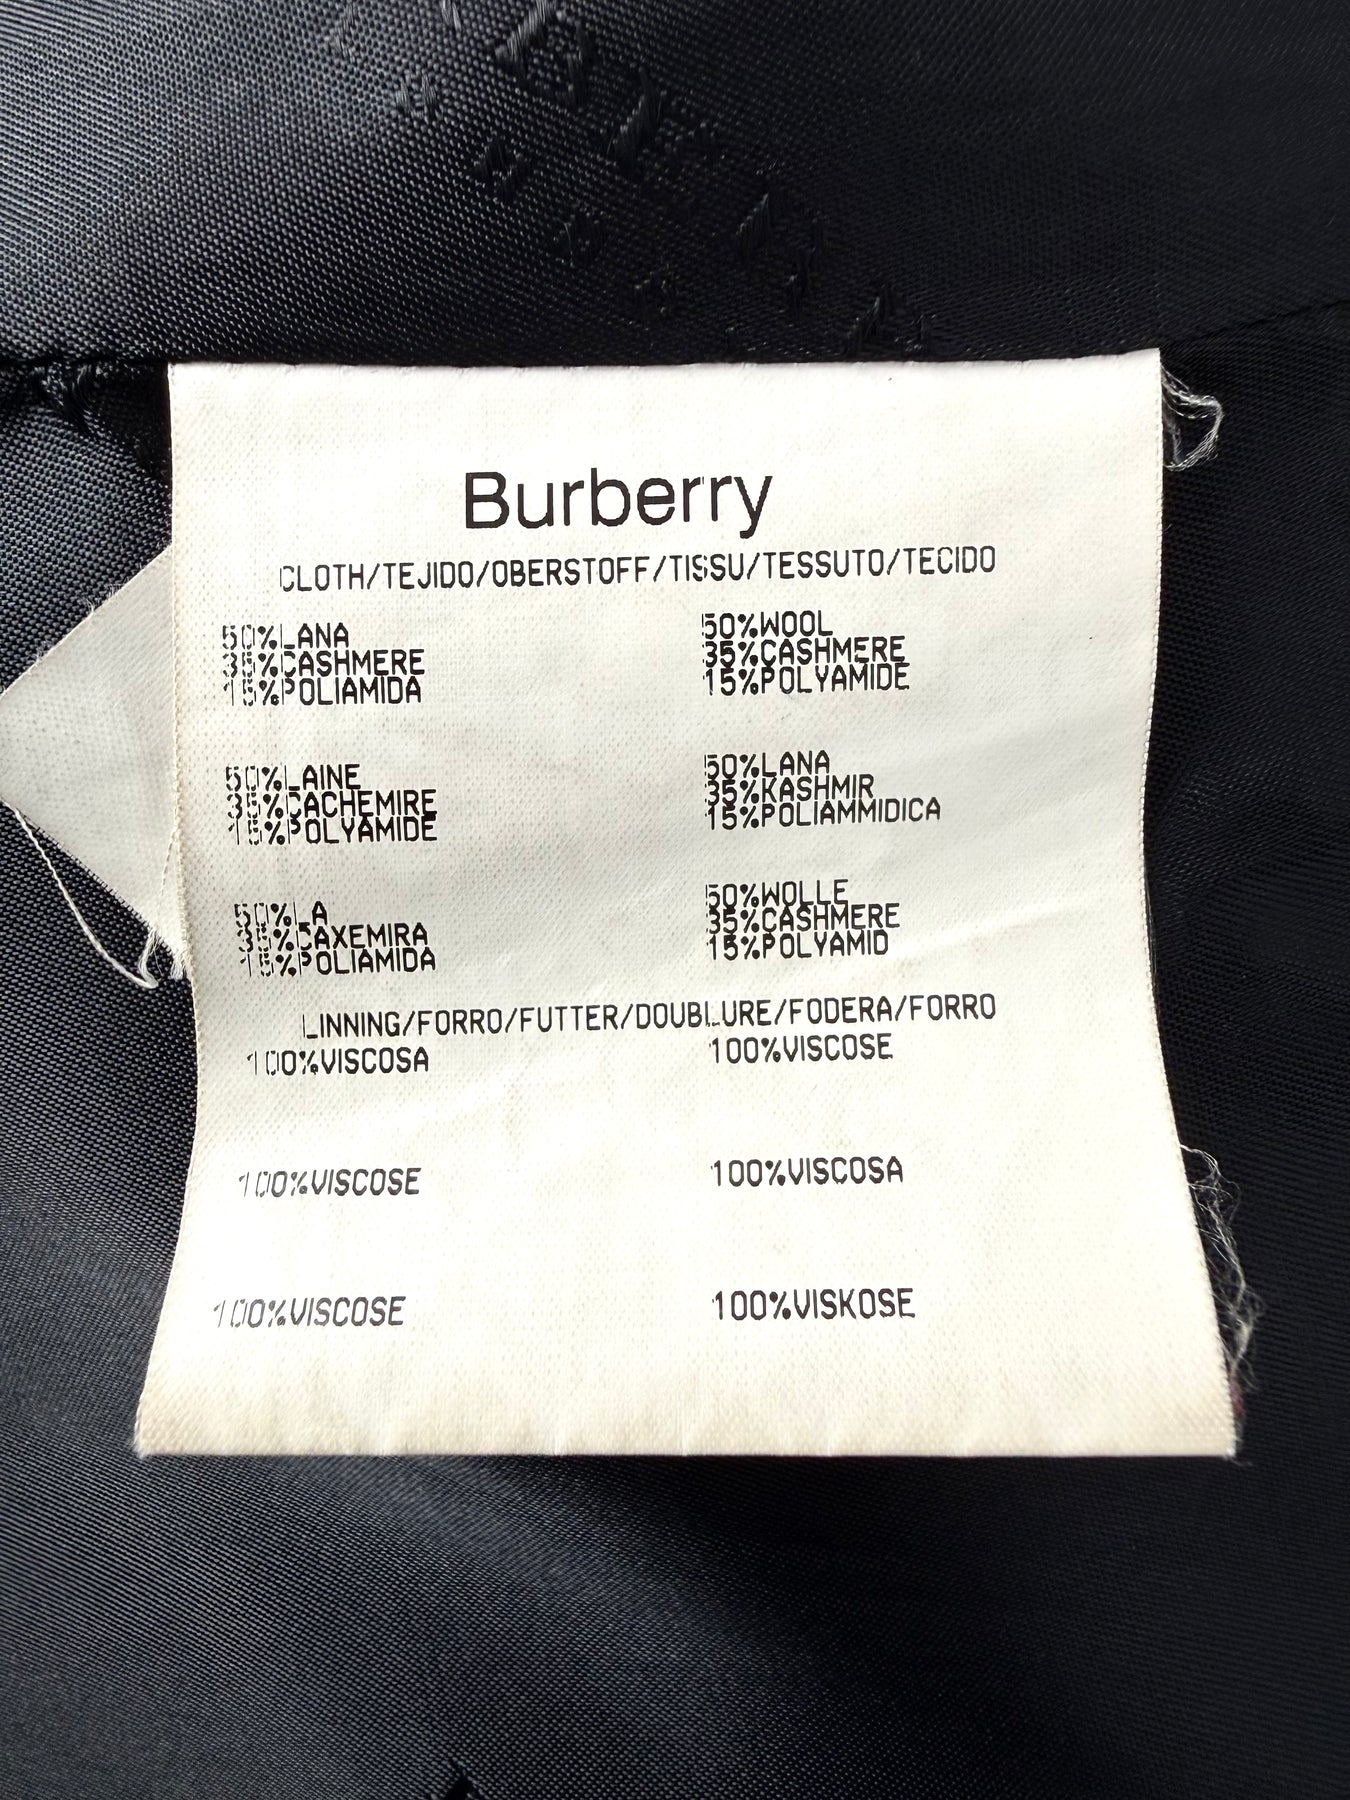 Burberry
CLOTH/TEJIDO/OBERSTOFF/TISSU/TESSUTO/TECIDO
50%LANA
35%CASHMERE
15%POLIAMIDA
50%WOOL
35%CASHMERE
15%POLYAMIDE
50%LAINE
35%CACHEMIRE
15%POLYAMIDE
50%LANA
35%KASHMIR
15%POLIAMMIDICA
50%LA
35%CAXEMIRA
15%POLIAMIDA
50%WOLLE
35%CASHMERE
15%POLYAMID
LINNING/FORRO/FUTTER/DOUBLURE/FODERA/FORRO
100%VISCOSA
100%VISCOSE
100%VISCOSE
100%VISCOSA
100%VISCOSE
100%VISKOSE